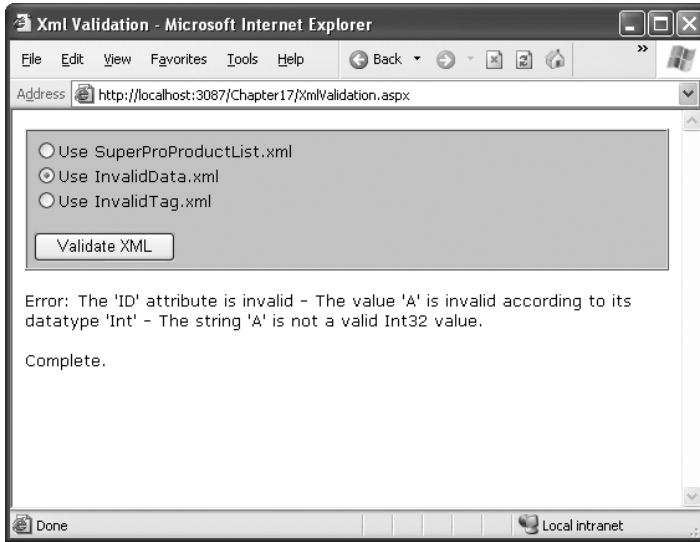 Xml Validation - Microsoft Internet Explorer
File Edit View Favorites Tools Help Back »
Address http://localhost:3087/Chapter17/XmlValidation.aspx
Use SuperProProductList.xml
Use InvalidData.xml
Use InvalidTag.xml
Validate XML
Error: The 'ID' attribute is invalid - The value 'A' is invalid according to its
datatype 'Int' - The string 'A' is not a valid Int32 value.
Complete.
Done Local intranet